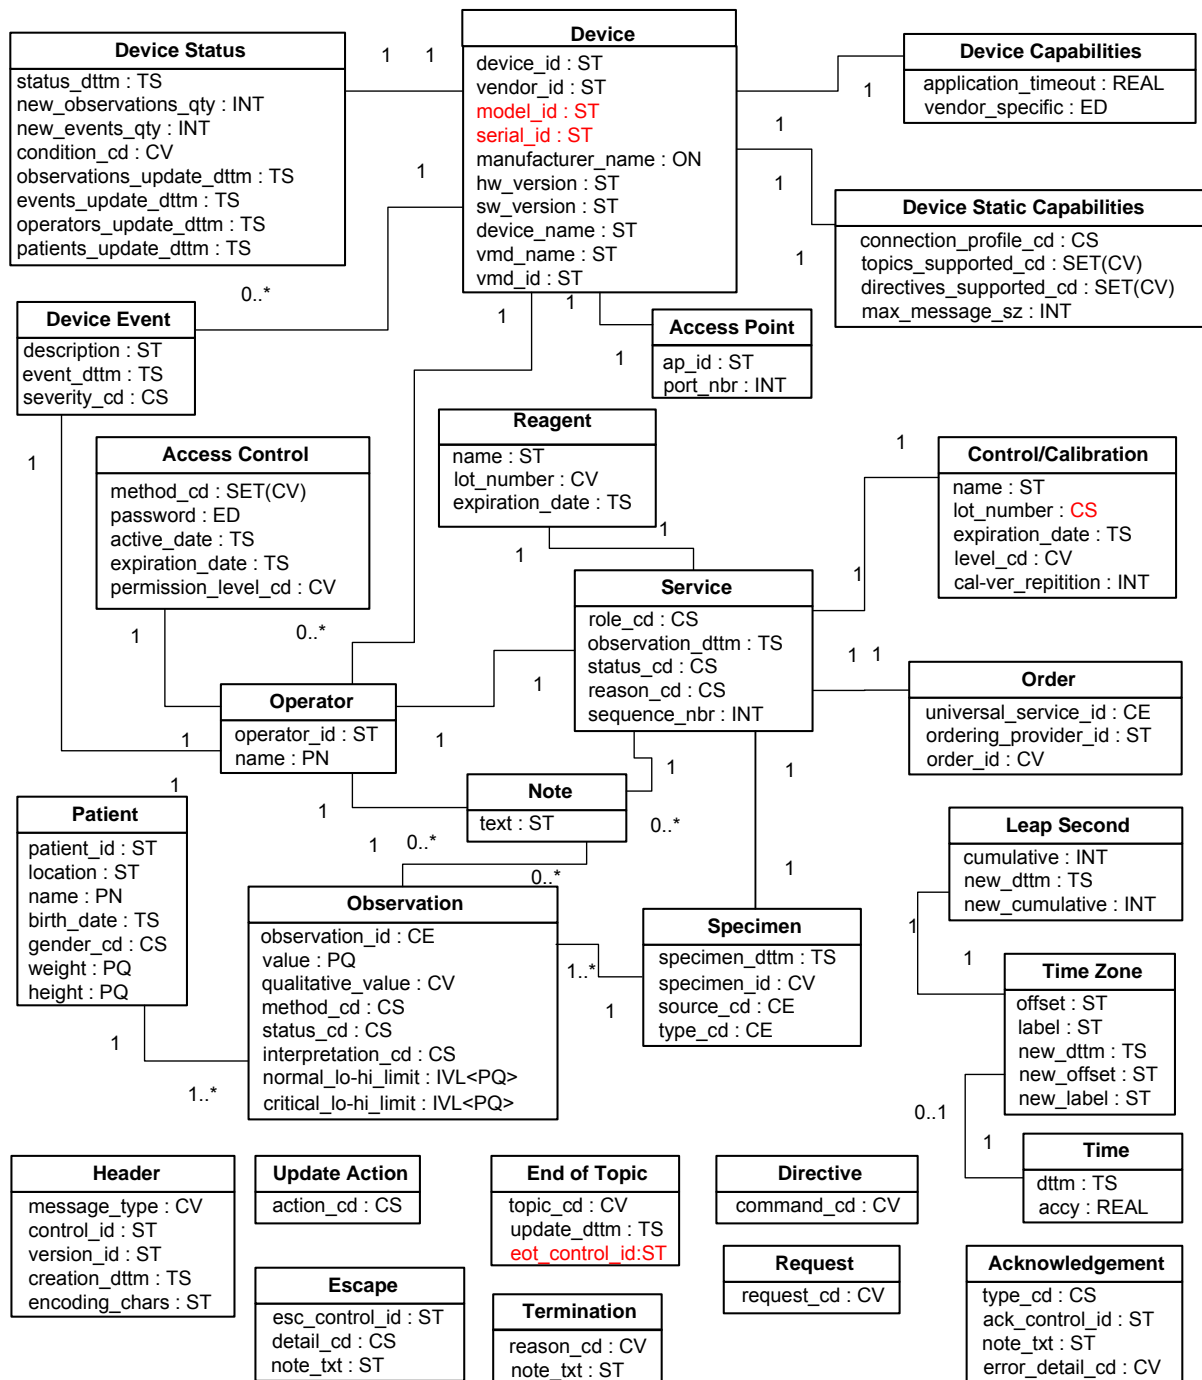 Device Status
status_dttm : TS
new_observations_qty : INT
new_events_qty : INT
condition_cd : CV
observations_update_dttm : TS
events_update_dttm : TS
operators_update_dttm : TS
patients_update_dttm : TS
1 1
Device
device_id : ST
vendor_id : ST
model_id : ST
serial_id : ST
manufacturer_name : ON
hw_version : ST
sw_version : ST
device_name : ST
vmd_name : ST
vmd_id : ST
1
1
Device Capabilities
application_timeout : REAL
vendor_specific : ED
1
1
Device Static Capabilities
connection_profile_cd : CS
topics_supported_cd : SET(CV)
directives_supported_cd : SET(CV)
max_message_sz : INT
1
0..*
Device Event
description : ST
event_dttm : TS
severity_cd : CS
1
1
1
Access Point
ap_id : ST
port_nbr : INT
1
Access Control
method_cd : SET(CV)
password : ED
active_date : TS
expiration_date : TS
permission_level_cd : CV
1
0..*
Reagent
name : ST
lot_number : CV
expiration_date : TS
1
1
1
Control/Calibration
name : ST
lot_number : CS
expiration_date : TS
level_cd : CV
cal-ver_repitition : INT
1
Service
role_cd : CS
observation_dttm : TS
status_cd : CS
reason_cd : CS
sequence_nbr : INT
1 1
Order
universal_service_id : CE
ordering_provider_id : ST
order_id : CV
Operator
operator_id : ST
name : PN
1
1
1
1
1
1
1
Note
text : ST
0..*
0..*
Patient
patient_id : ST
location : ST
name : PN
birth_date : TS
gender_cd : CS
weight : PQ
height : PQ
1
1..*
1
0..*
Observation
observation_id : CE
value : PQ
qualitative_value : CV
method_cd : CS
status_cd : CS
interpretation_cd : CS
normal_lo-hi_limit : IVL<PQ>
critical_lo-hi_limit : IVL<PQ>
1..*
1
1
Specimen
specimen_dttm : TS
specimen_id : CV
source_cd : CE
type_cd : CE
Leap Second
cumulative : INT
new_dttm : TS
new_cumulative : INT
1
1
Time Zone
offset : ST
label : ST
new_dttm : TS
new_offset : ST
new_label : ST
0..1
1
Time
dttm : TS
accy : REAL
Header
message_type : CV
control_id : ST
version_id : ST
creation_dttm : TS
encoding_chars : ST
Update Action
action_cd : CS
End of Topic
topic_cd : CV
update_dttm : TS
eot_control_id:ST
Directive
command_cd : CV
Escape
esc_control_id : ST
detail_cd : CS
note_txt : ST
Termination
reason_cd : CV
note_txt : ST
Request
request_cd : CV
Acknowledgement
type_cd : CS
ack_control_id : ST
note_txt : ST
error_detail_cd : CV